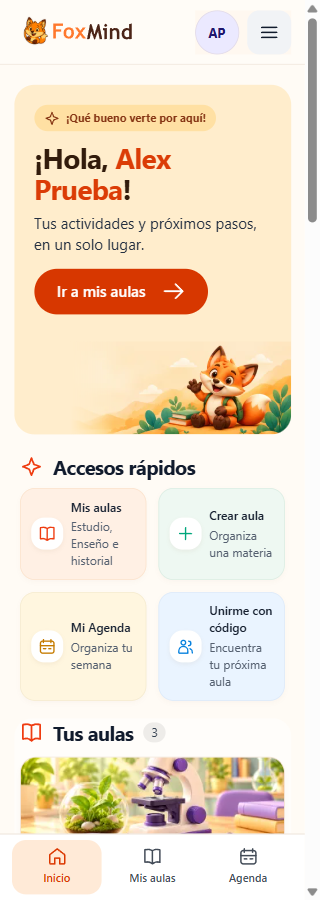 FoxMind
AP
¡Qué bueno verte por aquí!
¡Hola, Alex
Prueba!
Tus actividades y próximos pasos,
en un solo lugar.
Ir a mis aulas
Accesos rápidos
Mis aulas
Estudio,
Enseño e
historial
Crear aula
Organiza
una materia
Mi Agenda
Organiza tu
semana
Unirme con
código
Encuentra
tu próxima
aula
Tus aulas 3
Inicio
Mis aulas
Agenda